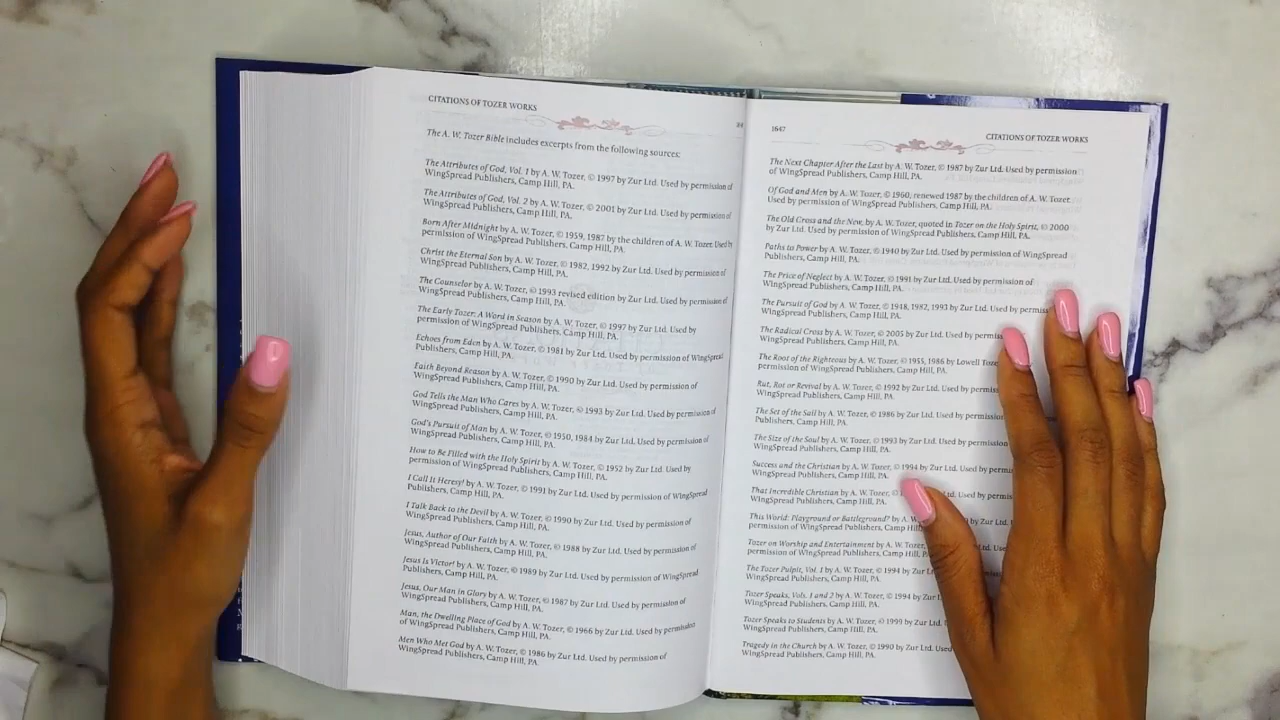 CITATIONS OF TOZER WORKS
The A. W. Tozer Bible includes excerpts from the following sources:
The Attributes of God, Vol. 1 by A. W. Tozer, © 1997 by Zur Ltd. Used by permission of
WingSpread Publishers, Camp Hill, PA.
The Attributes of God, Vol. 2 by A. W. Tozer, © 2001 by Zur Ltd. Used by permission of
WingSpread Publishers, Camp Hill, PA.
Born After Midnight by A. W. Tozer, © 1959, 1987 by the children of A. W. Tozer. Used by
permission of WingSpread Publishers, Camp Hill, PA.
Christ the Eternal Son by A. W. Tozer, © 1982, 1992 by Zur Ltd. Used by permission of
WingSpread Publishers, Camp Hill, PA.
The Counselor by A. W. Tozer, © 1993 revised edition by Zur Ltd. Used by permission of
WingSpread Publishers, Camp Hill, PA.
The Early Tozer: A Word in Season by A. W. Tozer, © 1997 by Zur Ltd. Used by
permission of WingSpread Publishers, Camp Hill, PA.
Echoes from Eden by A. W. Tozer, © 1981 by Zur Ltd. Used by permission of WingSpread
Publishers, Camp Hill, PA.
Faith Beyond Reason by A. W. Tozer, © 1990 by Zur Ltd. Used by permission of
WingSpread Publishers, Camp Hill, PA.
God Tells the Man Who Cares by A. W. Tozer, © 1993 by Zur Ltd. Used by permission of
WingSpread Publishers, Camp Hill, PA.
God's Pursuit of Man by A. W. Tozer, © 1950, 1984 by Zur Ltd. Used by permission of
WingSpread Publishers, Camp Hill, PA.
How to Be Filled with the Holy Spirit by A. W. Tozer, © 1952 by Zur Ltd. Used by
permission of WingSpread Publishers, Camp Hill, PA.
I Call It Heresy! by A. W. Tozer, © 1991 by Zur Ltd. Used by permission of WingSpread
Publishers, Camp Hill, PA.
I Talk Back to the Devil by A. W. Tozer, © 1990 by Zur Ltd. Used by permission of
WingSpread Publishers, Camp Hill, PA.
Jesus, Author of Our Faith by A. W. Tozer, © 1988 by Zur Ltd. Used by permission of
WingSpread Publishers, Camp Hill, PA.
Jesus Is Victor! by A. W. Tozer, © 1989 by Zur Ltd. Used by permission of WingSpread
Publishers, Camp Hill, PA.
Jesus, Our Man in Glory by A. W. Tozer, © 1987 by Zur Ltd. Used by permission of
WingSpread Publishers, Camp Hill, PA.
Man, the Dwelling Place of God by A. W. Tozer, © 1966 by Zur Ltd. Used by permission
of WingSpread Publishers, Camp Hill, PA.
Men Who Met God by A. W. Tozer, © 1986 by Zur Ltd. Used by permission of
WingSpread Publishers, Camp Hill, PA.
1647
CITATIONS OF TOZER WORKS
The Next Chapter After the Last by A. W. Tozer, © 1987 by Zur Ltd. Used by permission
of WingSpread Publishers, Camp Hill, PA.
Of God and Men by A. W. Tozer, © 1960, renewed 1987 by the children of A. W. Tozer.
Used by permission of WingSpread Publishers, Camp Hill, PA.
The Old Cross and the New, by A. W. Tozer, quoted in Tozer on the Holy Spirit, © 2000
by Zur Ltd. Used by permission of WingSpread Publishers, Camp Hill, PA.
Paths to Power by A. W. Tozer, © 1940 by Zur Ltd. Used by permission of WingSpread
Publishers, Camp Hill, PA.
The Price of Neglect by A. W. Tozer, © 1991 by Zur Ltd. Used by permission of
WingSpread Publishers, Camp Hill, PA.
The Pursuit of God by A. W. Tozer, © 1948, 1982, 1993 by Zur Ltd. Used by permiss
of WingSpread Publishers, Camp Hill, PA.
The Radical Cross by A. W. Tozer, © 2005 by Zur Ltd. Used by permiss
WingSpread Publishers, Camp Hill, PA.
The Root of the Righteous by A. W. Tozer, © 1955, 1986 by Lowell Toze
of WingSpread Publishers, Camp Hill, PA.
Rut, Rot or Revival by A. W. Tozer, © 1992 by Zur Ltd. Used by permiss
WingSpread Publishers, Camp Hill, PA.
The Set of the Sail by A. W. Tozer, © 1986 by Zur Ltd. Used by permiss
WingSpread Publishers, Camp Hill, PA.
The Size of the Soul by A. W. Tozer, © 1993 by Zur Ltd. Used by permiss
WingSpread Publishers, Camp Hill, PA.
Success and the Christian by A. W. Tozer, © 1994 by Zur Ltd. Used by perm
WingSpread Publishers, Camp Hill, PA.
That Incredible Christian by A. W. Tozer, © Ltd. Used by perm
WingSpread Publishers, Camp Hill, PA.
This World: Playground or Battleground? by A. W.
permission of WingSpread Publishers, Camp Hill
Tozer on Worship and Entertainment by A. W. Tozer,
permission of WingSpread Publishers, Camp Hill, PA.
The Tozer Pulpit, Vol. 1 by A. W. Tozer, © 1994 by Zur
WingSpread Publishers, Camp Hill, PA.
Tozer Speaks, Vols. 1 and 2 by A. W. Tozer, © 1994 by
WingSpread Publishers, Camp Hill, PA.
Tozer Speaks to Students by A. W. Tozer, © 1999 by Zur
WingSpread Publishers, Camp Hill, PA.
Tragedy in the Church by A. W. Tozer, © 1990 by Zur Ltd. Used
WingSpread Publishers, Camp Hill, PA.